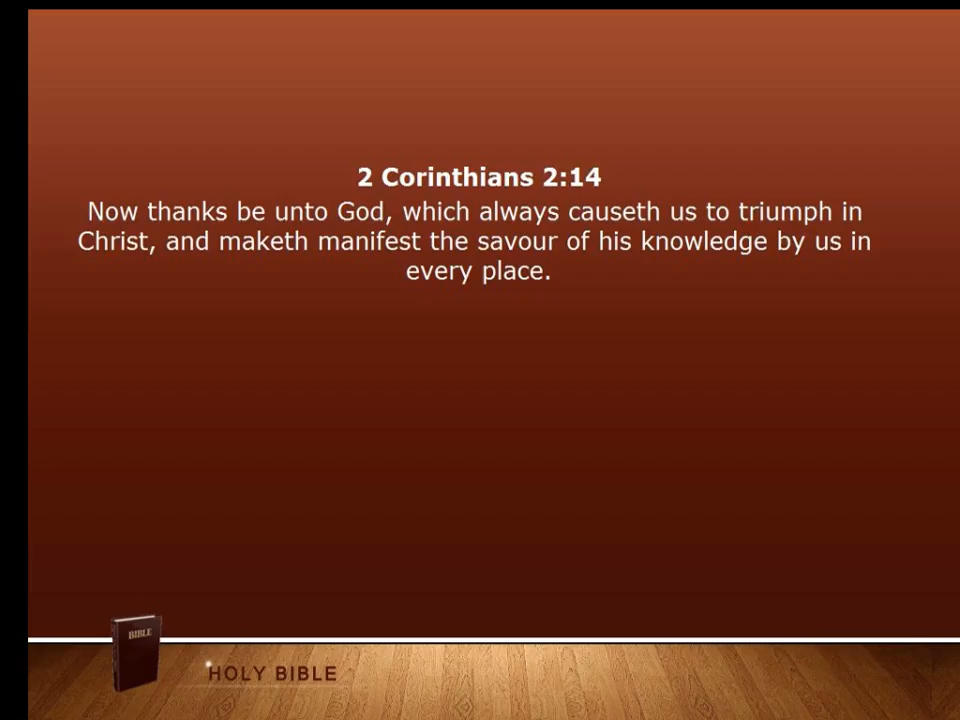 2 Corinthians 2:14
Now thanks be unto God, which always causeth us to triumph in
Christ, and maketh manifest the savour of his knowledge by us in
every place.
BIBLE
HOLY BIBLE